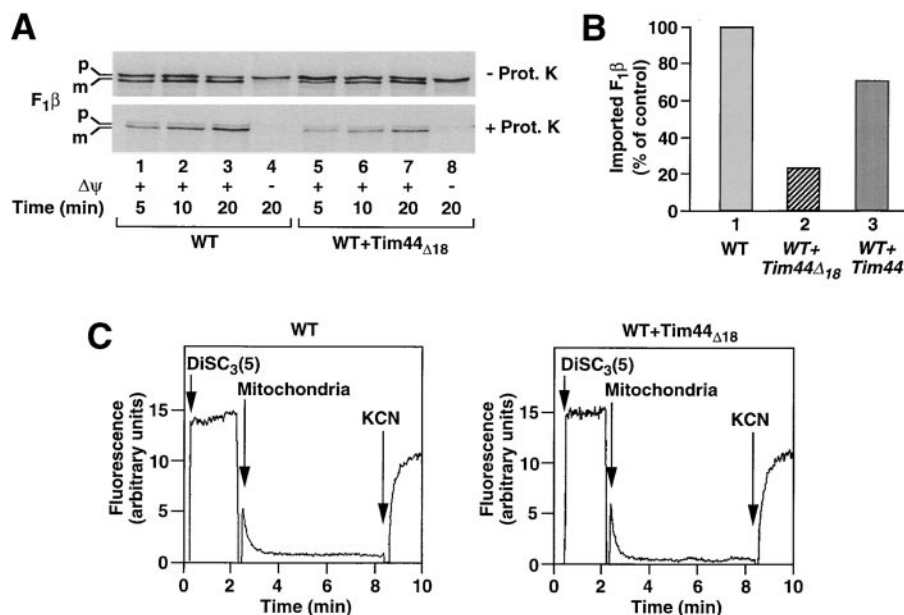 A
p
m
F₁β
p
m
- Prot. K
+ Prot. K
1 2 3 4 5 6 7 8
Δψ + + + - + + + -
Time (min) 5 10 20 20 5 10 20 20
WT WT+Tim44Δ18
B
Imported F₁β
(% of control)
100
80
60
40
20
0
1 2 3
WT WT+ WT+
Tim44Δ18 Tim44
C
WT
DiSC₃(5)
Mitochondria
KCN
Fluorescence
(arbitrary units)
15
10
5
0
0 2 4 6 8 10
Time (min)
WT+Tim44Δ18
DiSC₃(5)
Mitochondria
KCN
Fluorescence
(arbitrary units)
15
10
5
0
0 2 4 6 8 10
Time (min)